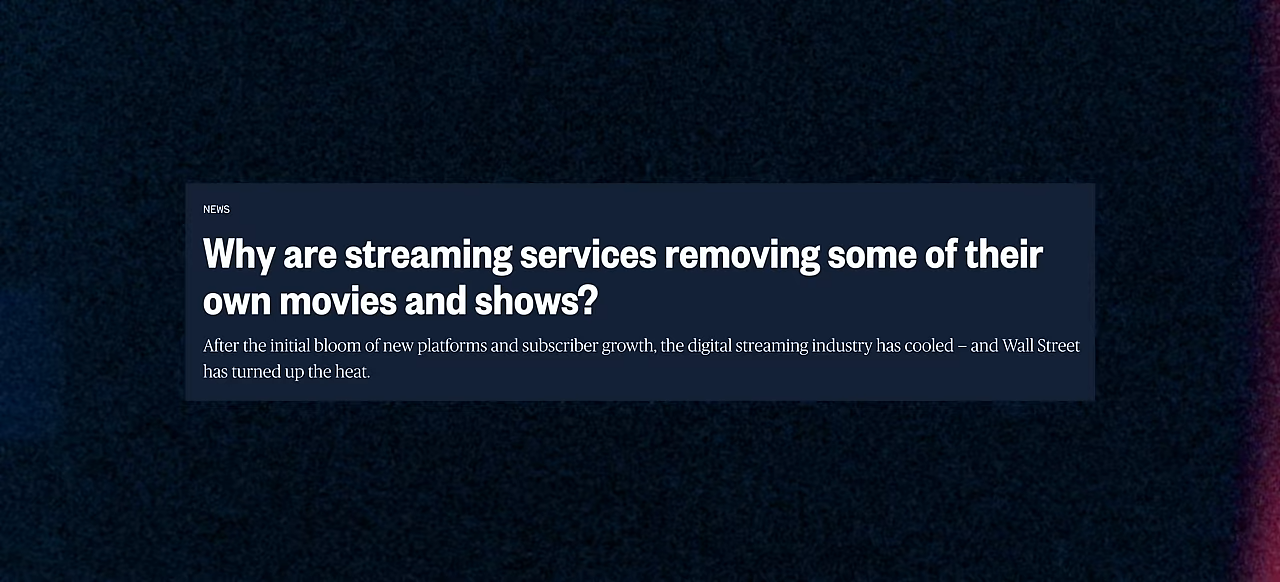 NEWS
Why are streaming services removing some of their
own movies and shows?
After the initial bloom of new platforms and subscriber growth, the digital streaming industry has cooled – and Wall Street
has turned up the heat.